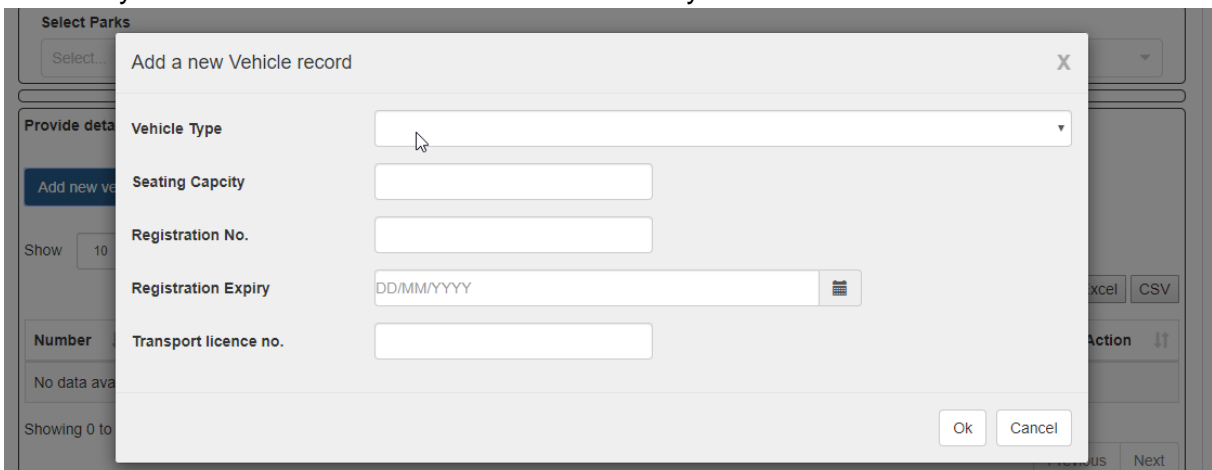 Select Parks
Select...
Add a new Vehicle record X
Provide deta
Vehicle Type
Add new ve
Seating Capcity
Registration No.
Show 10
Registration Expiry DD/MM/YYYY
xcel CSV
Number Transport licence no. Action
No data ava
Showing 0 to
Ok Cancel
Next